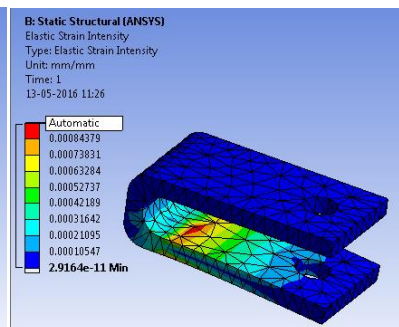 B: Static Structural (ANSYS)
Elastic Strain Intensity
Type: Elastic Strain Intensity
Unit: mm/mm
Time: 1
13-05-2016 11:26
Automatic
0.00084379
0.00073831
0.00063284
0.00052737
0.00042189
0.00031642
0.00021095
0.00010547
2.9164e-11 Min